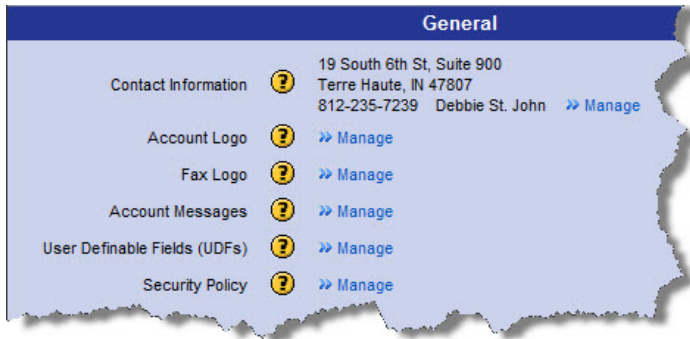 General
Contact Information ? 19 South 6th St, Suite 900
Terre Haute, IN 47807
812-235-7239 Debbie St. John >> Manage
Account Logo ? >> Manage
Fax Logo ? >> Manage
Account Messages ? >> Manage
User Definable Fields (UDFs) ? >> Manage
Security Policy ? >> Manage